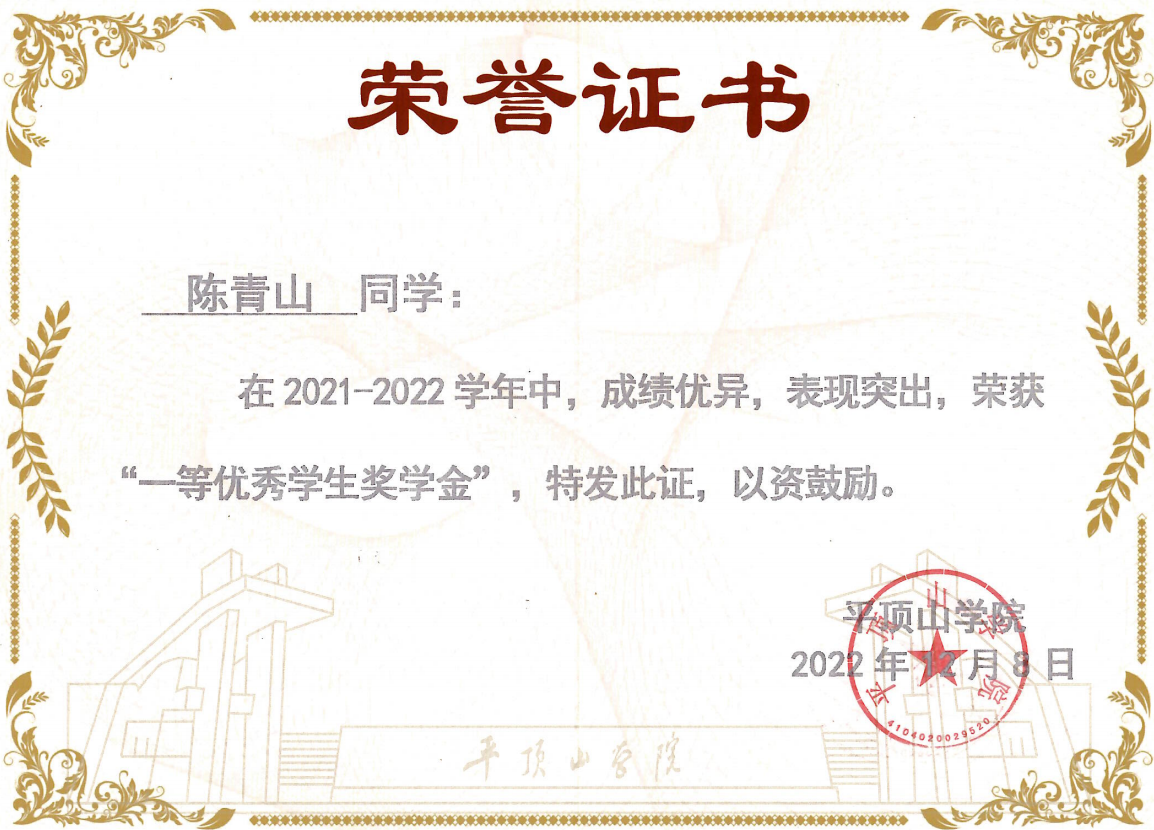 荣誉证书
陈青山 同学：
在 2021-2022 学年中，成绩优异，表现突出，荣获
“一等优秀学生奖学金”，特发此证，以资鼓励。
平顶山学院
2022 年 12 月 8 日
平顶山学院
4104020029520
平顶山学院